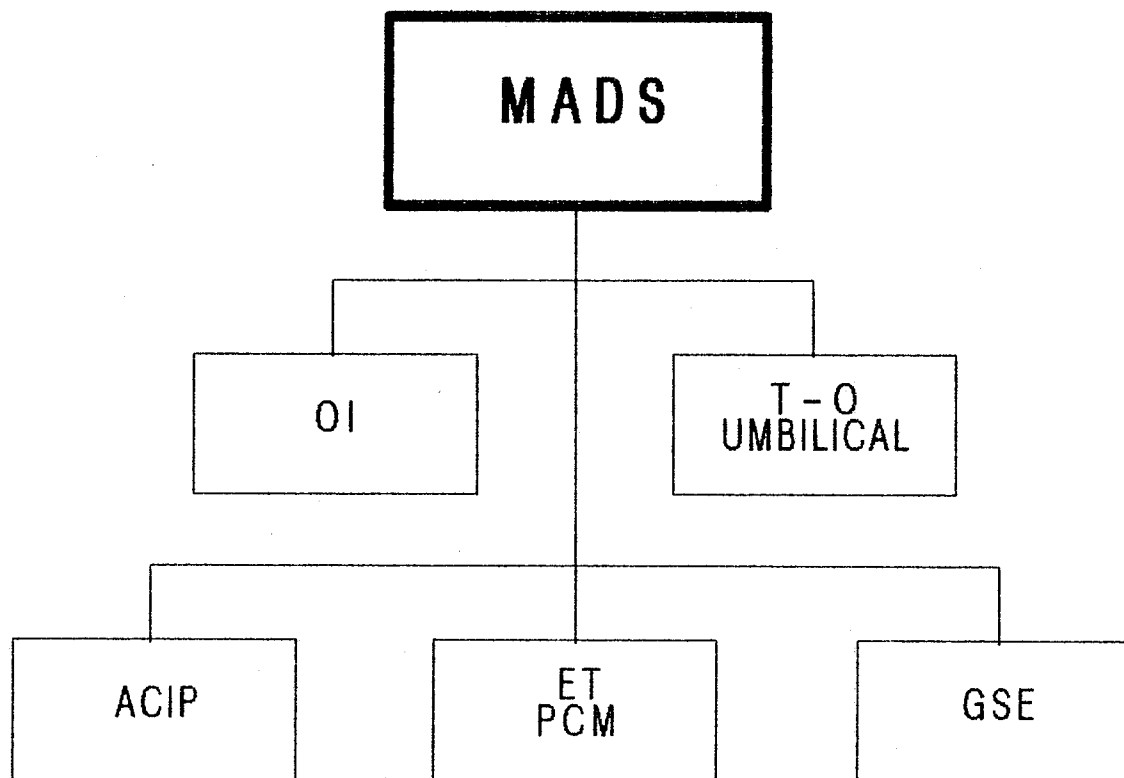 MADS
OI
T-O
UMBILICAL
ACIP
ET
PCM
GSE